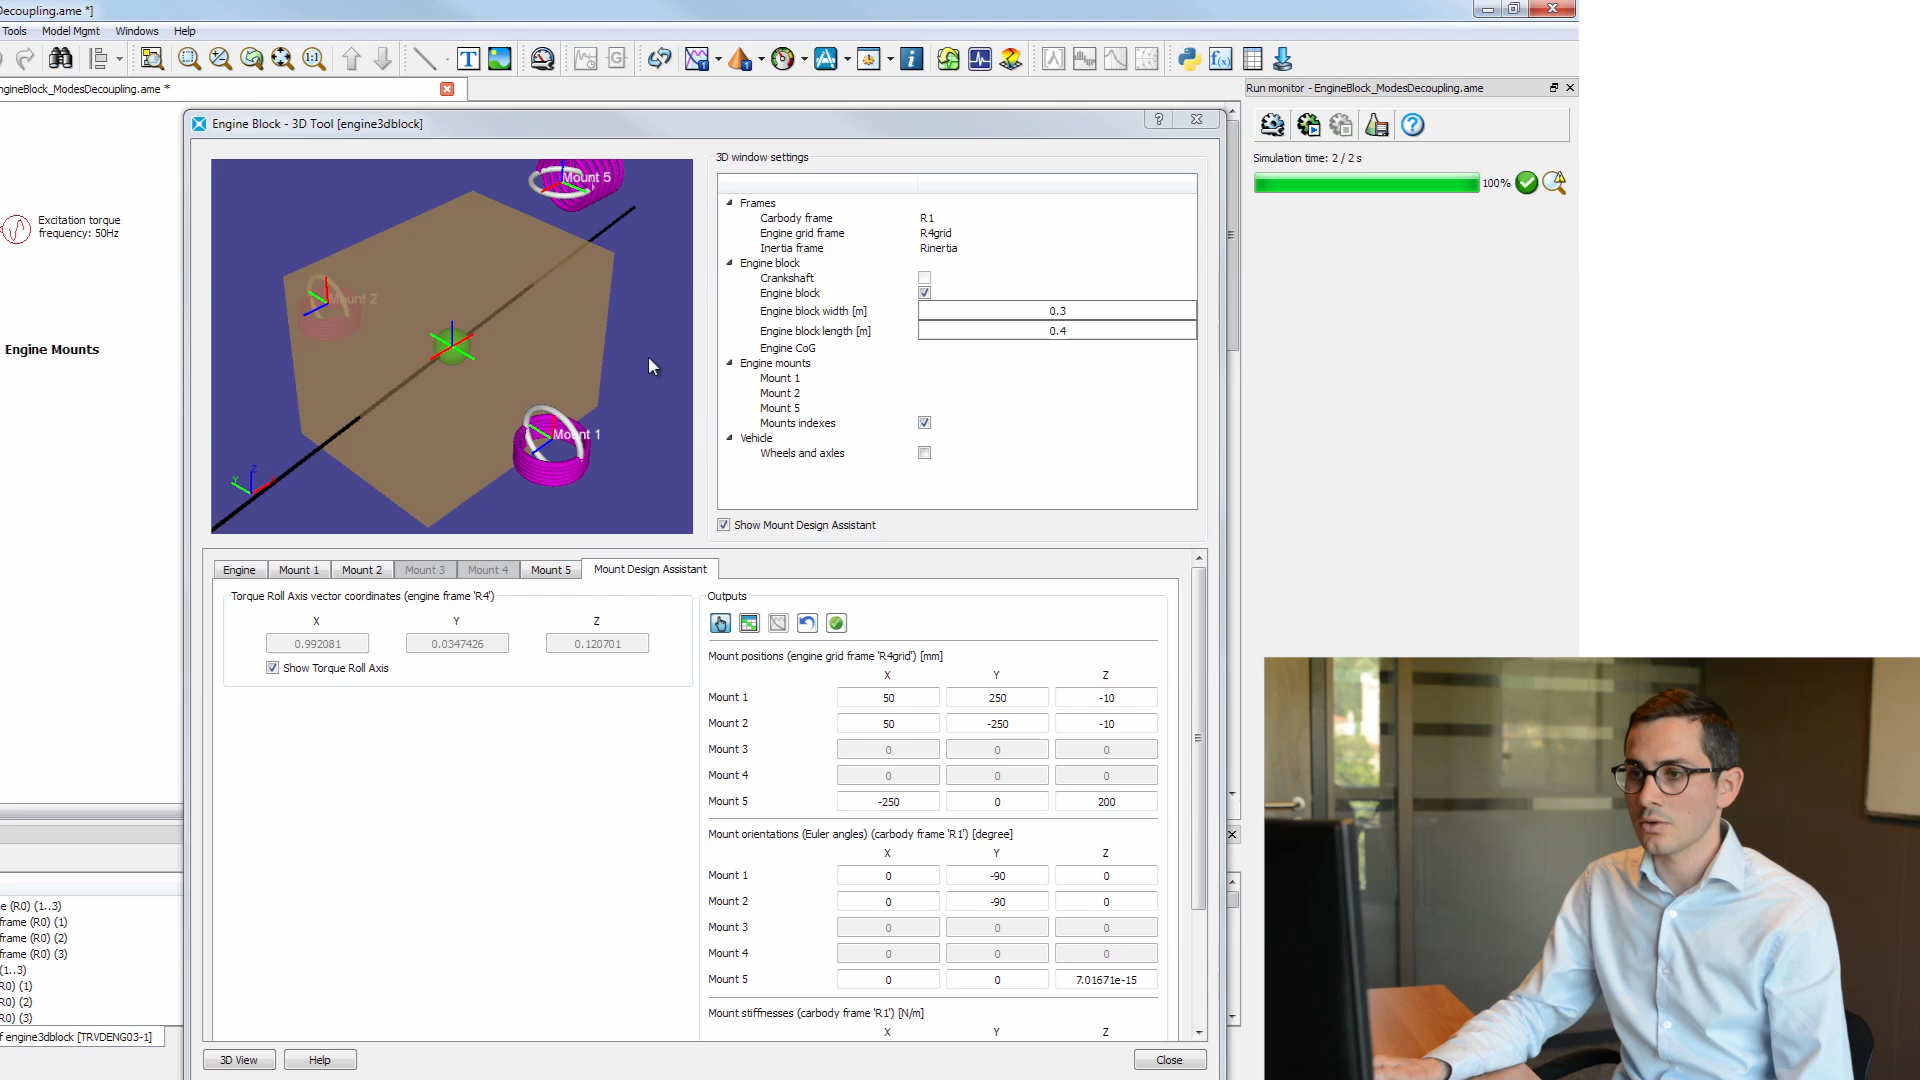 Decoupling.ame *]
Tools Model Mgmt Windows Help
ngineBlock_ModesDecoupling.ame *
Run monitor - EngineBlock_ModesDecoupling.ame
Simulation time: 2 / 2 s
100%
Excitation torque
frequency: 50Hz
Engine Mounts
Engine Block - 3D Tool [engine3dblock]
Mount 5
Mount 2
Mount 1
Z
Y
3D window settings
Frames
Carbody frame R1
Engine grid frame R4grid
Inertia frame Rinertia
Engine block
Crankshaft
Engine block
Engine block width [m] 0.3
Engine block length [m] 0.4
Engine CoG
Engine mounts
Mount 1
Mount 2
Mount 5
Mounts indexes
Vehicle
Wheels and axles
Show Mount Design Assistant
Engine Mount 1 Mount 2 Mount 3 Mount 4 Mount 5 Mount Design Assistant
Torque Roll Axis vector coordinates (engine frame 'R4')
X Y Z
0.992081 0.0347426 0.120701
Show Torque Roll Axis
Outputs
Mount positions (engine grid frame 'R4grid') [mm]
X Y Z
Mount 1 50 250 -10
Mount 2 50 -250 -10
Mount 3 0 0 0
Mount 4 0 0 0
Mount 5 -250 0 200
Mount orientations (Euler angles) (carbody frame 'R1') [degree]
X Y Z
Mount 1 0 -90 0
Mount 2 0 -90 0
Mount 3 0 0 0
Mount 4 0 0 0
Mount 5 0 0 7.01671e-15
Mount stiffnesses (carbody frame 'R1') [N/m]
X Y Z
e (R0) (1..3)
frame (R0) (1)
frame (R0) (2)
frame (R0) (3)
(1..3)
R0) (1)
R0) (2)
R0) (3)
f engine3dblock [TRVDENG03-1]
3D View Help Close